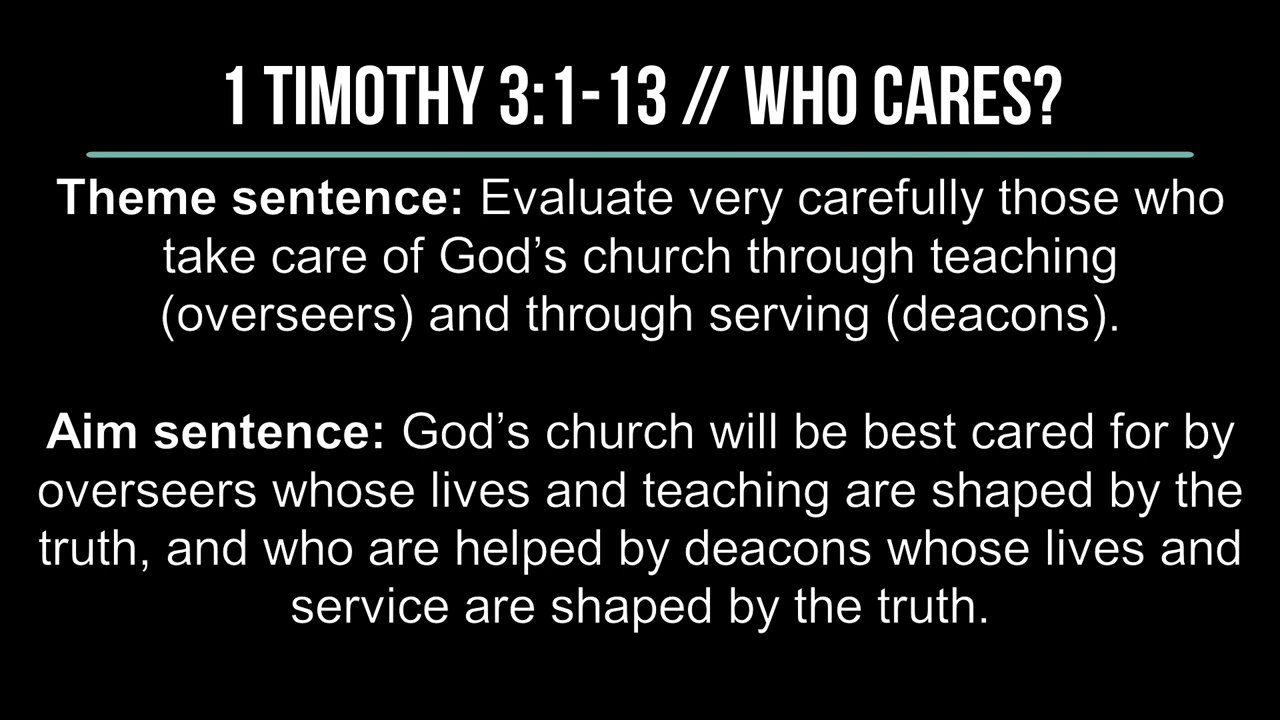 1 TIMOTHY 3:1-13 // WHO CARES?
Theme sentence: Evaluate very carefully those who
take care of God’s church through teaching
(overseers) and through serving (deacons).
Aim sentence: God’s church will be best cared for by
overseers whose lives and teaching are shaped by the
truth, and who are helped by deacons whose lives and
service are shaped by the truth.